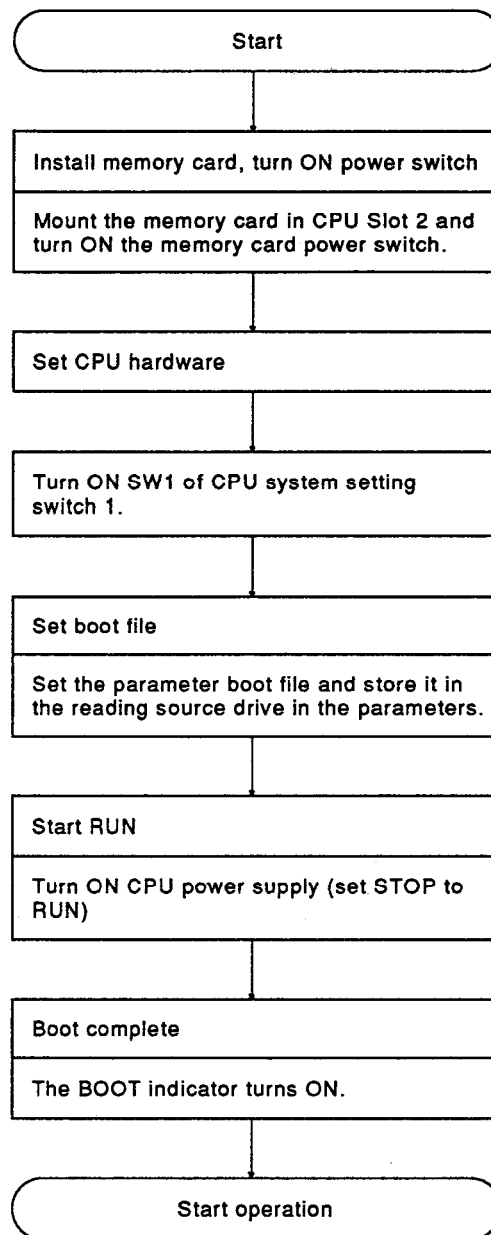 Start
Install memory card, turn ON power switch
Mount the memory card in CPU Slot 2 and
turn ON the memory card power switch.
Set CPU hardware
Turn ON SW1 of CPU system setting
switch 1.
Set boot file
Set the parameter boot file and store it in
the reading source drive in the parameters.
Start RUN
Turn ON CPU power supply (set STOP to
RUN)
Boot complete
The BOOT indicator turns ON.
Start operation